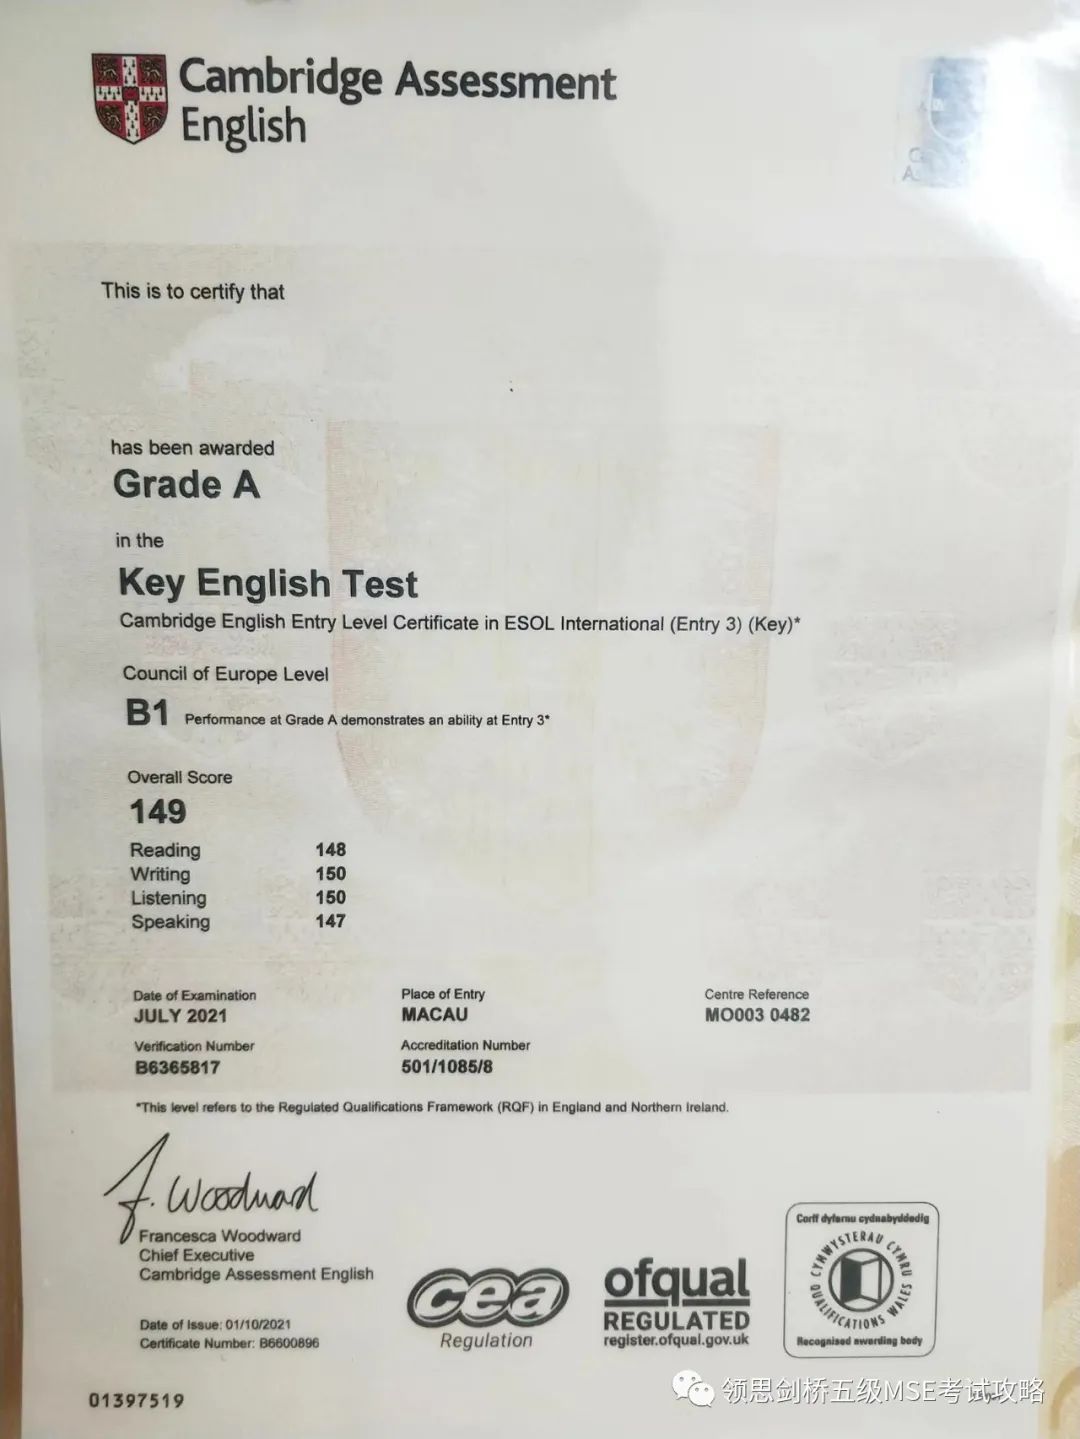 Cambridge Assessment
English
This is to certify that
has been awarded
Grade A
in the
Key English Test
Cambridge English Entry Level Certificate in ESOL International (Entry 3) (Key)*
Council of Europe Level
B1 Performance at Grade A demonstrates an ability at Entry 3*
Overall Score
149
Reading 148
Writing 150
Listening 150
Speaking 147
Date of Examination Place of Entry Centre Reference
JULY 2021 MACAU MO003 0482
Verification Number Accreditation Number
B6365817 501/1085/8
*This level refers to the Regulated Qualifications Framework (RQF) in England and Northern Ireland.
F. Woodward
Francesca Woodward
Chief Executive
Cambridge Assessment English
Date of Issue: 01/10/2021
Certificate Number: B6600896
cea
Regulation
ofqual
REGULATED
register.ofqual.gov.uk
Corff dyfarnu cydnabyddedig
CYMWYSTERAU CYMRU
QUALIFICATIONS WALES
Recognised awarding body
01397519
领思剑桥五级MSE考试攻略